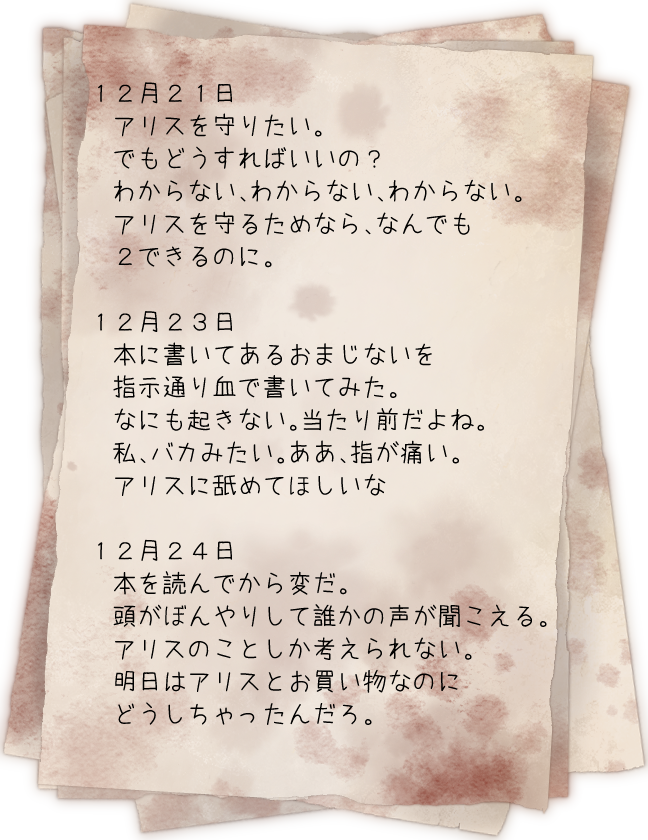 12月21日
アリスを守りたい。
でもどうすればいいの？
わからない、わからない、わからない。
アリスを守るためなら、なんでも
2できるのに。
12月23日
本に書いてあるおまじないを
指示通り血で書いてみた。
なにも起きない。当たり前だよね。
私、バカみたい。ああ、指が痛い。
アリスに舐めてほしいな
12月24日
本を読んでから変だ。
頭がぼんやりして誰かの声が聞こえる。
アリスのことしか考えられない。
明日はアリスとお買い物なのに
どうしちゃったんだろ。